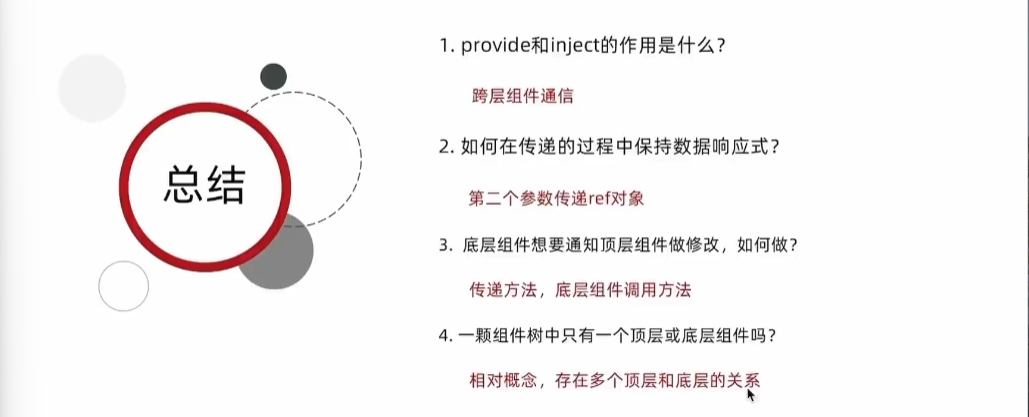 总结
1. provide和inject的作用是什么？
跨层组件通信
2. 如何在传递的过程中保持数据响应式？
第二个参数传递ref对象
3. 底层组件想要通知顶层组件做修改，如何做？
传递方法，底层组件调用方法
4. 一颗组件树中只有一个顶层或底层组件吗？
相对概念，存在多个顶层和底层的关系